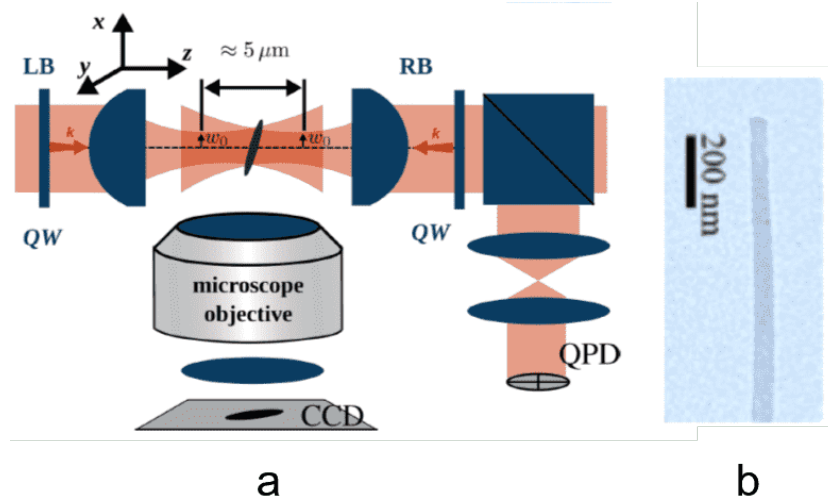 x
z
y
≈ 5 μm
LB
RB
k
w₀
w₀
k
QW
QW
microscope
objective
QPD
CCD
200 nm
a
b